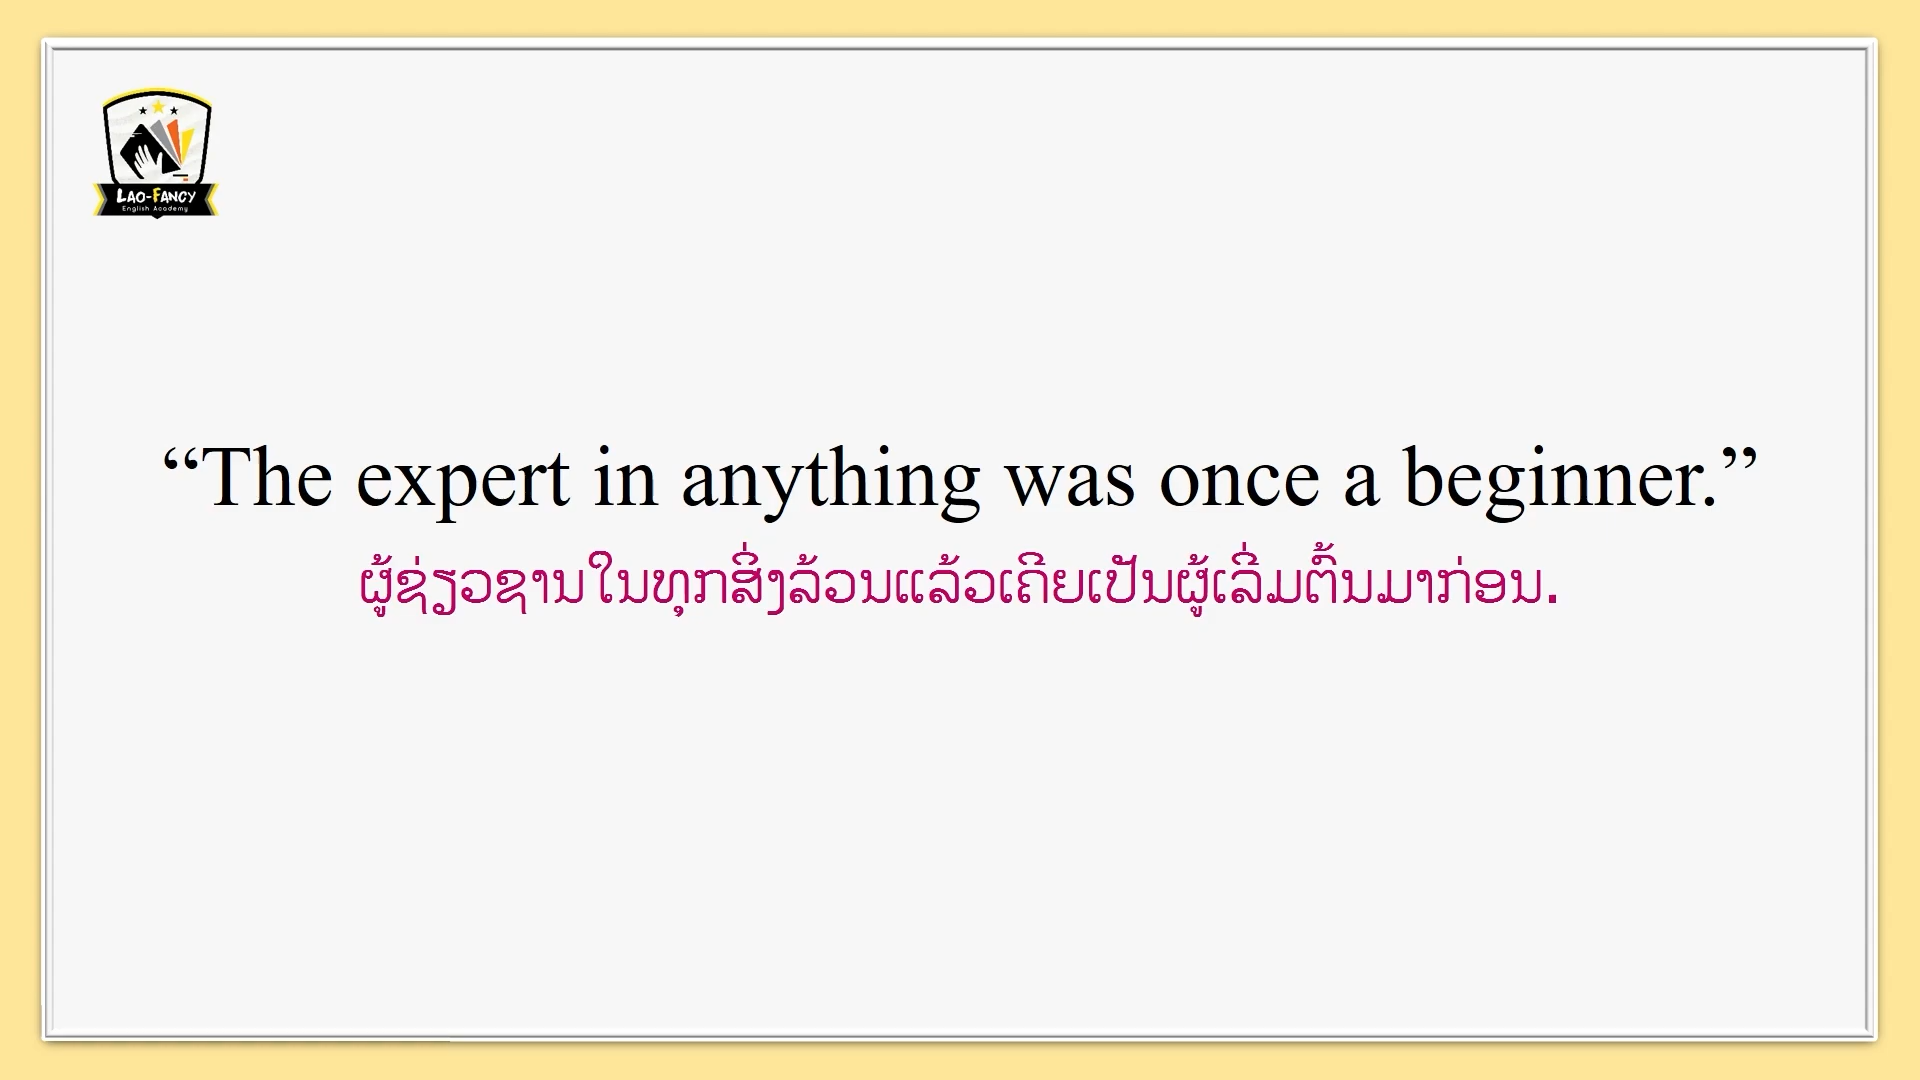 LAO-FANCY
English Academy
“The expert in anything was once a beginner.”
ຜູ້ຊ່ຽວຊານໃນທຸກສິ່ງລ້ວນແລ້ວເຄີຍເປັນຜູ້ເລີ່ມຕົ້ນມາກ່ອນ.